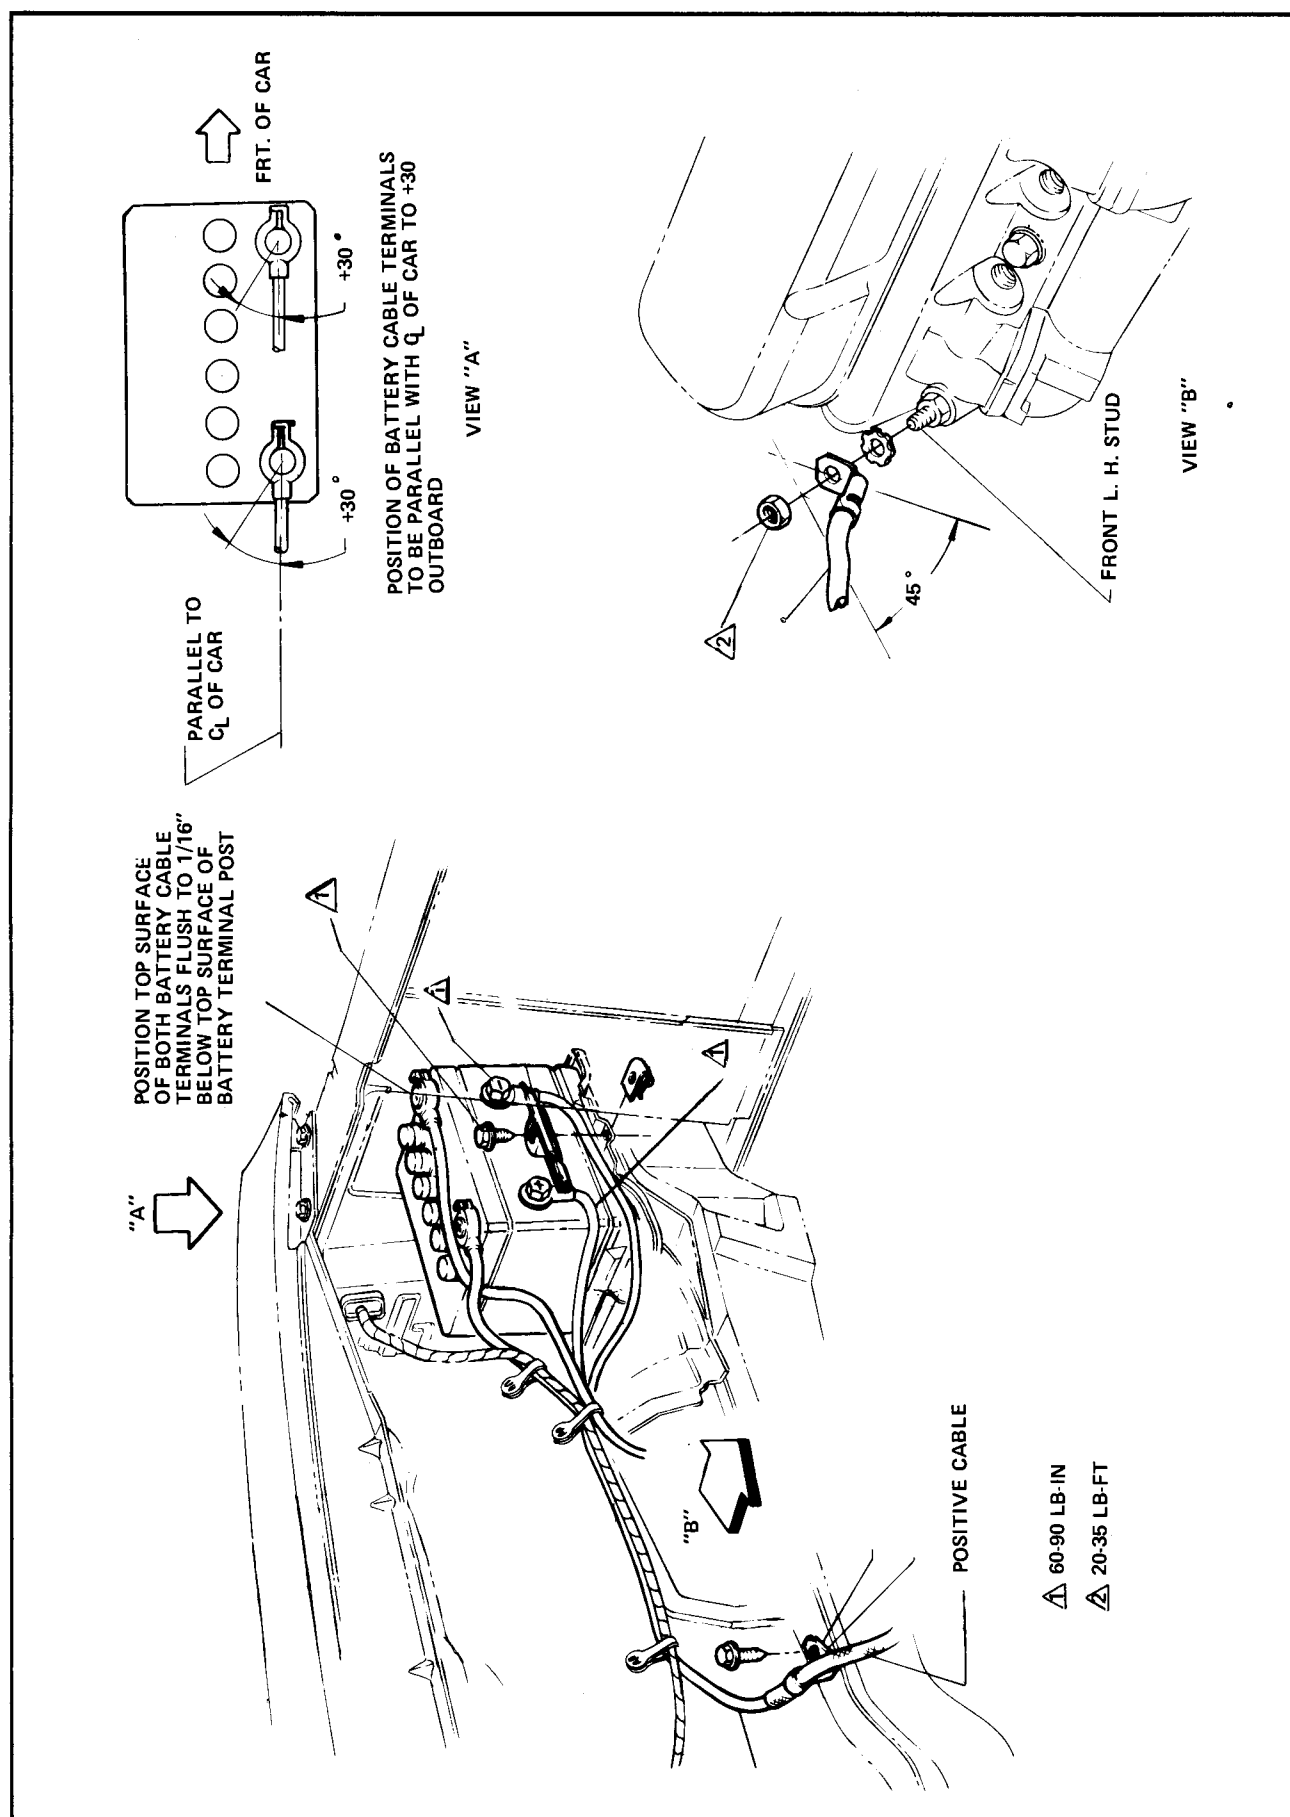 "A"
POSITION TOP SURFACE
OF BOTH BATTERY CABLE
TERMINALS FLUSH TO 1/16"
BELOW TOP SURFACE OF
BATTERY TERMINAL POST
1
1
1
"B"
POSITIVE CABLE
1 60-90 LB-IN
2 20-35 LB-FT
PARALLEL TO
CL OF CAR
FRT. OF CAR
+30°
+30°
POSITION OF BATTERY CABLE TERMINALS
TO BE PARALLEL WITH CL OF CAR TO +30
OUTBOARD
VIEW "A"
2
45°
FRONT L. H. STUD
VIEW "B"